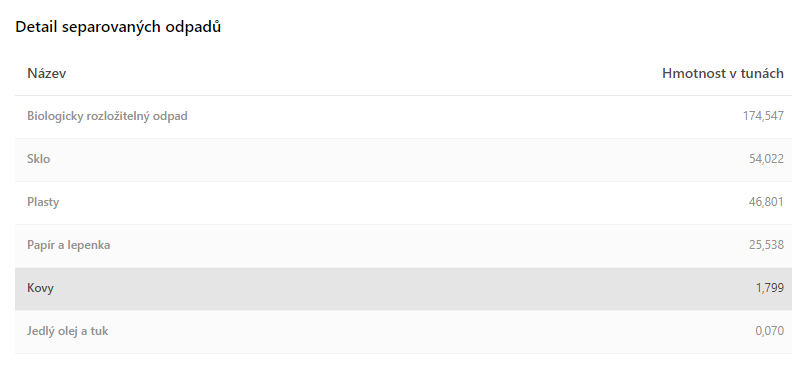 Detail separovaných odpadů
Název Hmotnost v tunách
Biologicky rozložitelný odpad 174,547
Sklo 54,022
Plasty 46,801
Papír a lepenka 25,538
Kovy 1,799
Jedlý olej a tuk 0,070